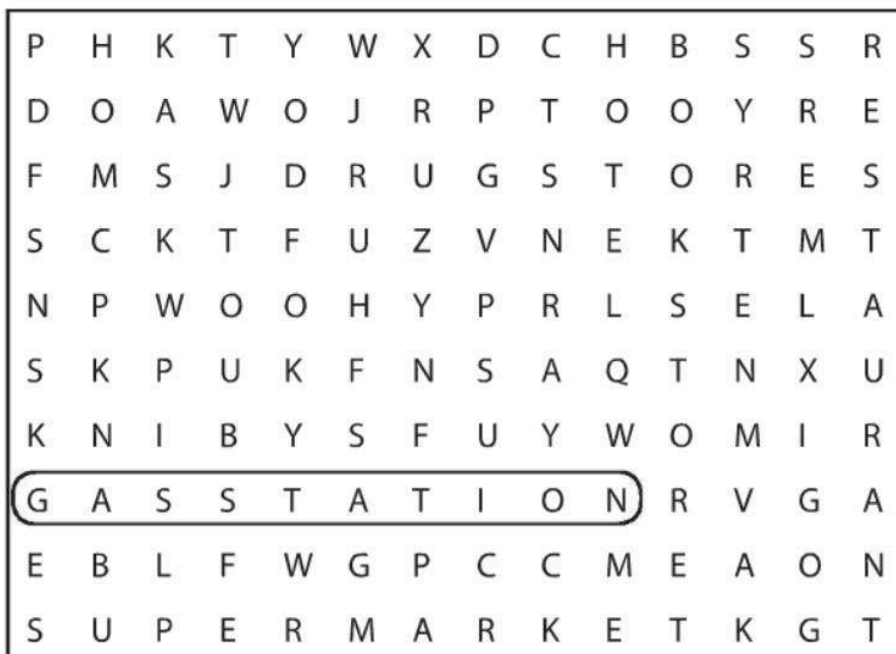 P H K T Y W X D C H B S S R
D O A W O J R P T O O Y R E
F M S J D R U G S T O R E S
S C K T F U Z V N E K T M T
N P W O O H Y P R L S E L A
S K P U K F N S A Q T N X U
K N I B Y S F U Y W O M I R
G A S S T A T I O N R V G A
E B L F W G P C C M E A O N
S U P E R M A R K E T K G T